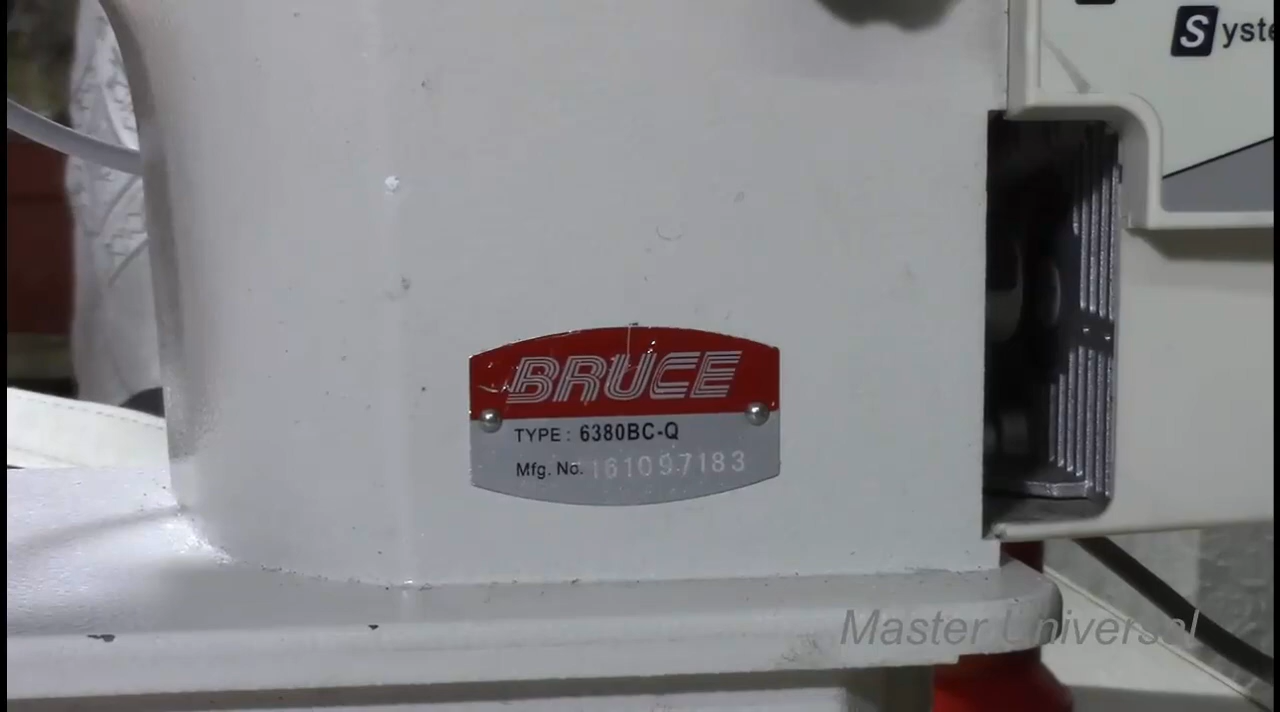 Syste
BRUCE
TYPE: 6380BC-Q
Mfg. No. 161097183
Master Universal